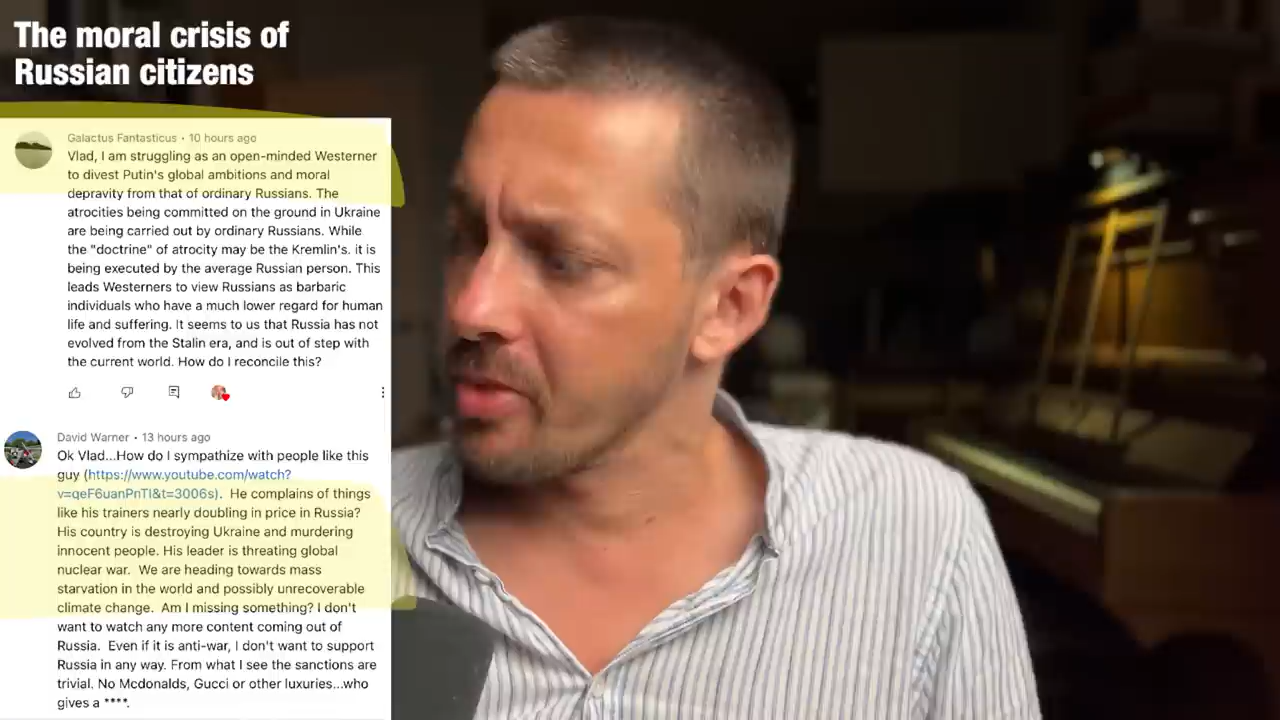 The moral crisis of
Russian citizens
Galactus Fantasticus • 10 hours ago
Vlad, I am struggling as an open-minded Westerner
to divest Putin's global ambitions and moral
depravity from that of ordinary Russians. The
atrocities being committed on the ground in Ukraine
are being carried out by ordinary Russians. While
the "doctrine" of atrocity may be the Kremlin's. it is
being executed by the average Russian person. This
leads Westerners to view Russians as barbaric
individuals who have a much lower regard for human
life and suffering. It seems to us that Russia has not
evolved from the Stalin era, and is out of step with
the current world. How do I reconcile this?
David Warner • 13 hours ago
Ok Vlad...How do I sympathize with people like this
guy (https://www.youtube.com/watch?
v=qeF6uanPnTI&t=3006s). He complains of things
like his trainers nearly doubling in price in Russia?
His country is destroying Ukraine and murdering
innocent people. His leader is threating global
nuclear war. We are heading towards mass
starvation in the world and possibly unrecoverable
climate change. Am I missing something? I don't
want to watch any more content coming out of
Russia. Even if it is anti-war, I don't want to support
Russia in any way. From what I see the sanctions are
trivial. No Mcdonalds, Gucci or other luxuries...who
gives a ****.